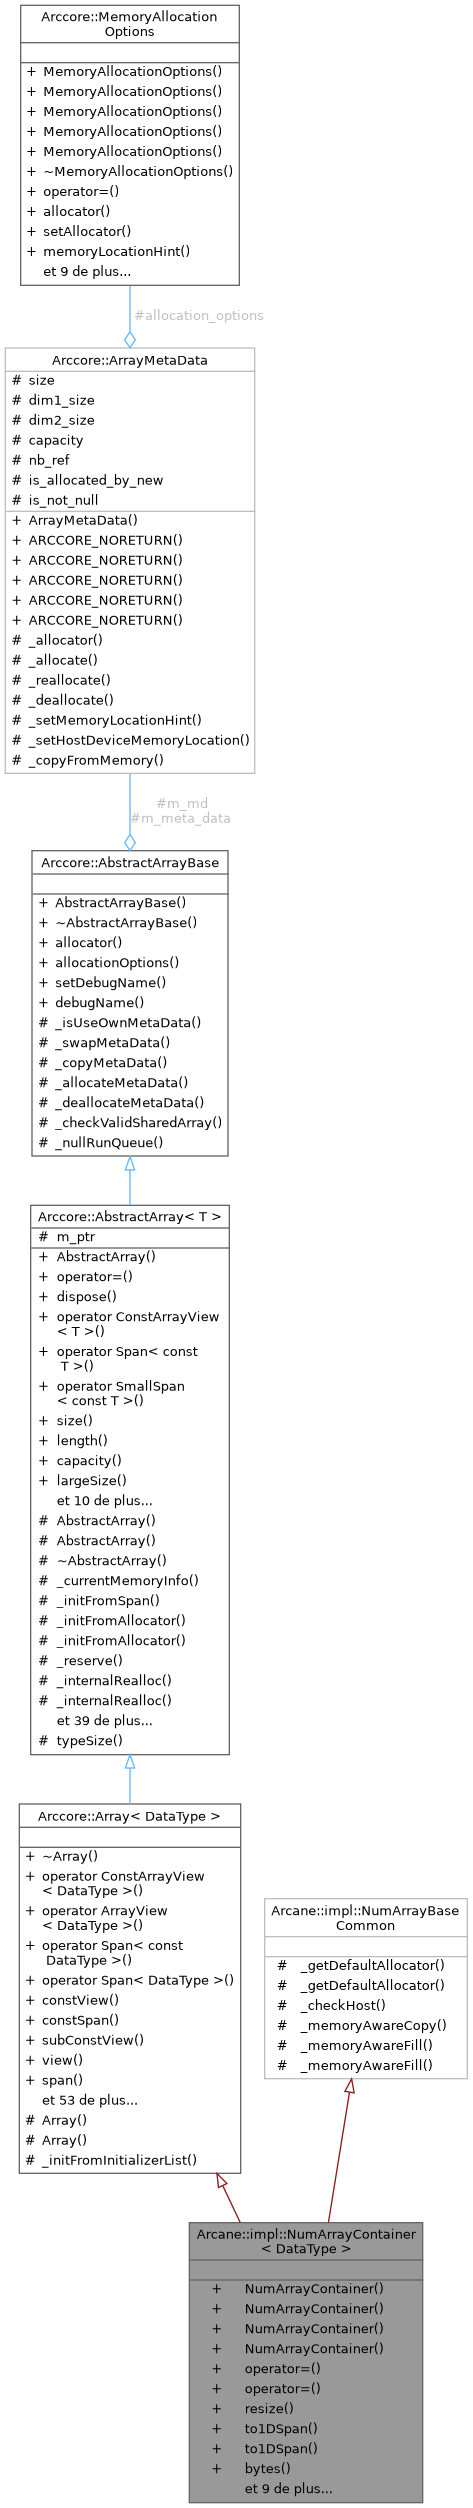 Arccore::MemoryAllocation
Options
+ MemoryAllocationOptions()
+ MemoryAllocationOptions()
+ MemoryAllocationOptions()
+ MemoryAllocationOptions()
+ MemoryAllocationOptions()
+ ~MemoryAllocationOptions()
+ operator=()
+ allocator()
+ setAllocator()
+ memoryLocationHint()
et 9 de plus...
#allocation_options
Arccore::ArrayMetaData
# size
# dim1_size
# dim2_size
# capacity
# nb_ref
# is_allocated_by_new
# is_not_null
+ ArrayMetaData()
+ ARCCORE_NORETURN()
+ ARCCORE_NORETURN()
+ ARCCORE_NORETURN()
+ ARCCORE_NORETURN()
+ ARCCORE_NORETURN()
# _allocator()
# _allocate()
# _reallocate()
# _deallocate()
# _setMemoryLocationHint()
# _setHostDeviceMemoryLocation()
# _copyFromMemory()
#m_md
#m_meta_data
Arccore::AbstractArrayBase
+ AbstractArrayBase()
+ ~AbstractArrayBase()
+ allocator()
+ allocationOptions()
+ setDebugName()
+ debugName()
# _isUseOwnMetaData()
# _swapMetaData()
# _copyMetaData()
# _allocateMetaData()
# _deallocateMetaData()
# _checkValidSharedArray()
# _nullRunQueue()
Arccore::AbstractArray< T >
# m_ptr
+ AbstractArray()
+ operator=()
+ dispose()
+ operator ConstArrayView
< T >()
+ operator Span< const
T >()
+ operator SmallSpan
< const T >()
+ size()
+ length()
+ capacity()
+ largeSize()
et 10 de plus...
# AbstractArray()
# AbstractArray()
# ~AbstractArray()
# _currentMemoryInfo()
# _initFromSpan()
# _initFromAllocator()
# _initFromAllocator()
# _reserve()
# _internalRealloc()
# _internalRealloc()
et 39 de plus...
# typeSize()
Arccore::Array< DataType >
+ ~Array()
+ operator ConstArrayView
< DataType >()
+ operator ArrayView
< DataType >()
+ operator Span< const
DataType >()
+ operator Span< DataType >()
+ constView()
+ constSpan()
+ subConstView()
+ view()
+ span()
et 53 de plus...
# Array()
# Array()
# _initFromInitializerList()
Arcane::impl::NumArrayBase
Common
# _getDefaultAllocator()
# _getDefaultAllocator()
# _checkHost()
# _memoryAwareCopy()
# _memoryAwareFill()
# _memoryAwareFill()
Arcane::impl::NumArrayContainer
< DataType >
+ NumArrayContainer()
+ NumArrayContainer()
+ NumArrayContainer()
+ NumArrayContainer()
+ operator=()
+ operator=()
+ resize()
+ to1DSpan()
+ to1DSpan()
+ bytes()
et 9 de plus...